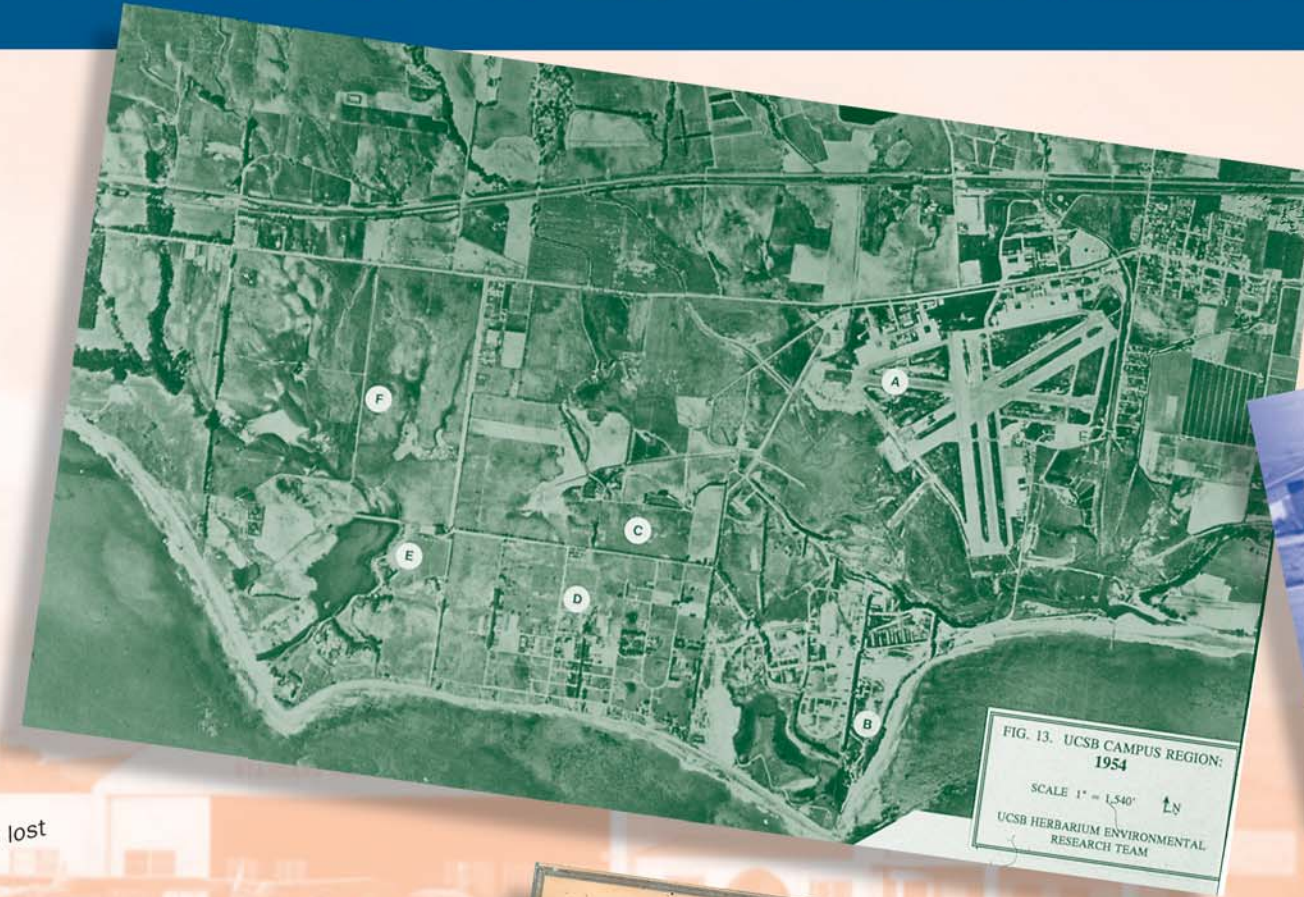 F
A
E
C
D
B
FIG. 13. UCSB CAMPUS REGION:
1954
SCALE 1" = 1,540'
N
UCSB HERBARIUM ENVIRONMENTAL
RESEARCH TEAM
lost